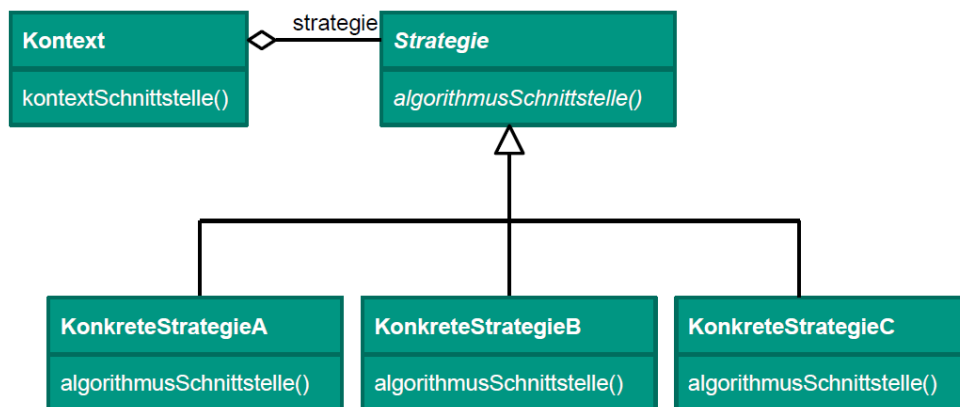 strategie
Kontext
Strategie
kontextSchnittstelle()
algorithmusSchnittstelle()
KonkreteStrategieA
KonkreteStrategieB
KonkreteStrategieC
algorithmusSchnittstelle()
algorithmusSchnittstelle()
algorithmusSchnittstelle()